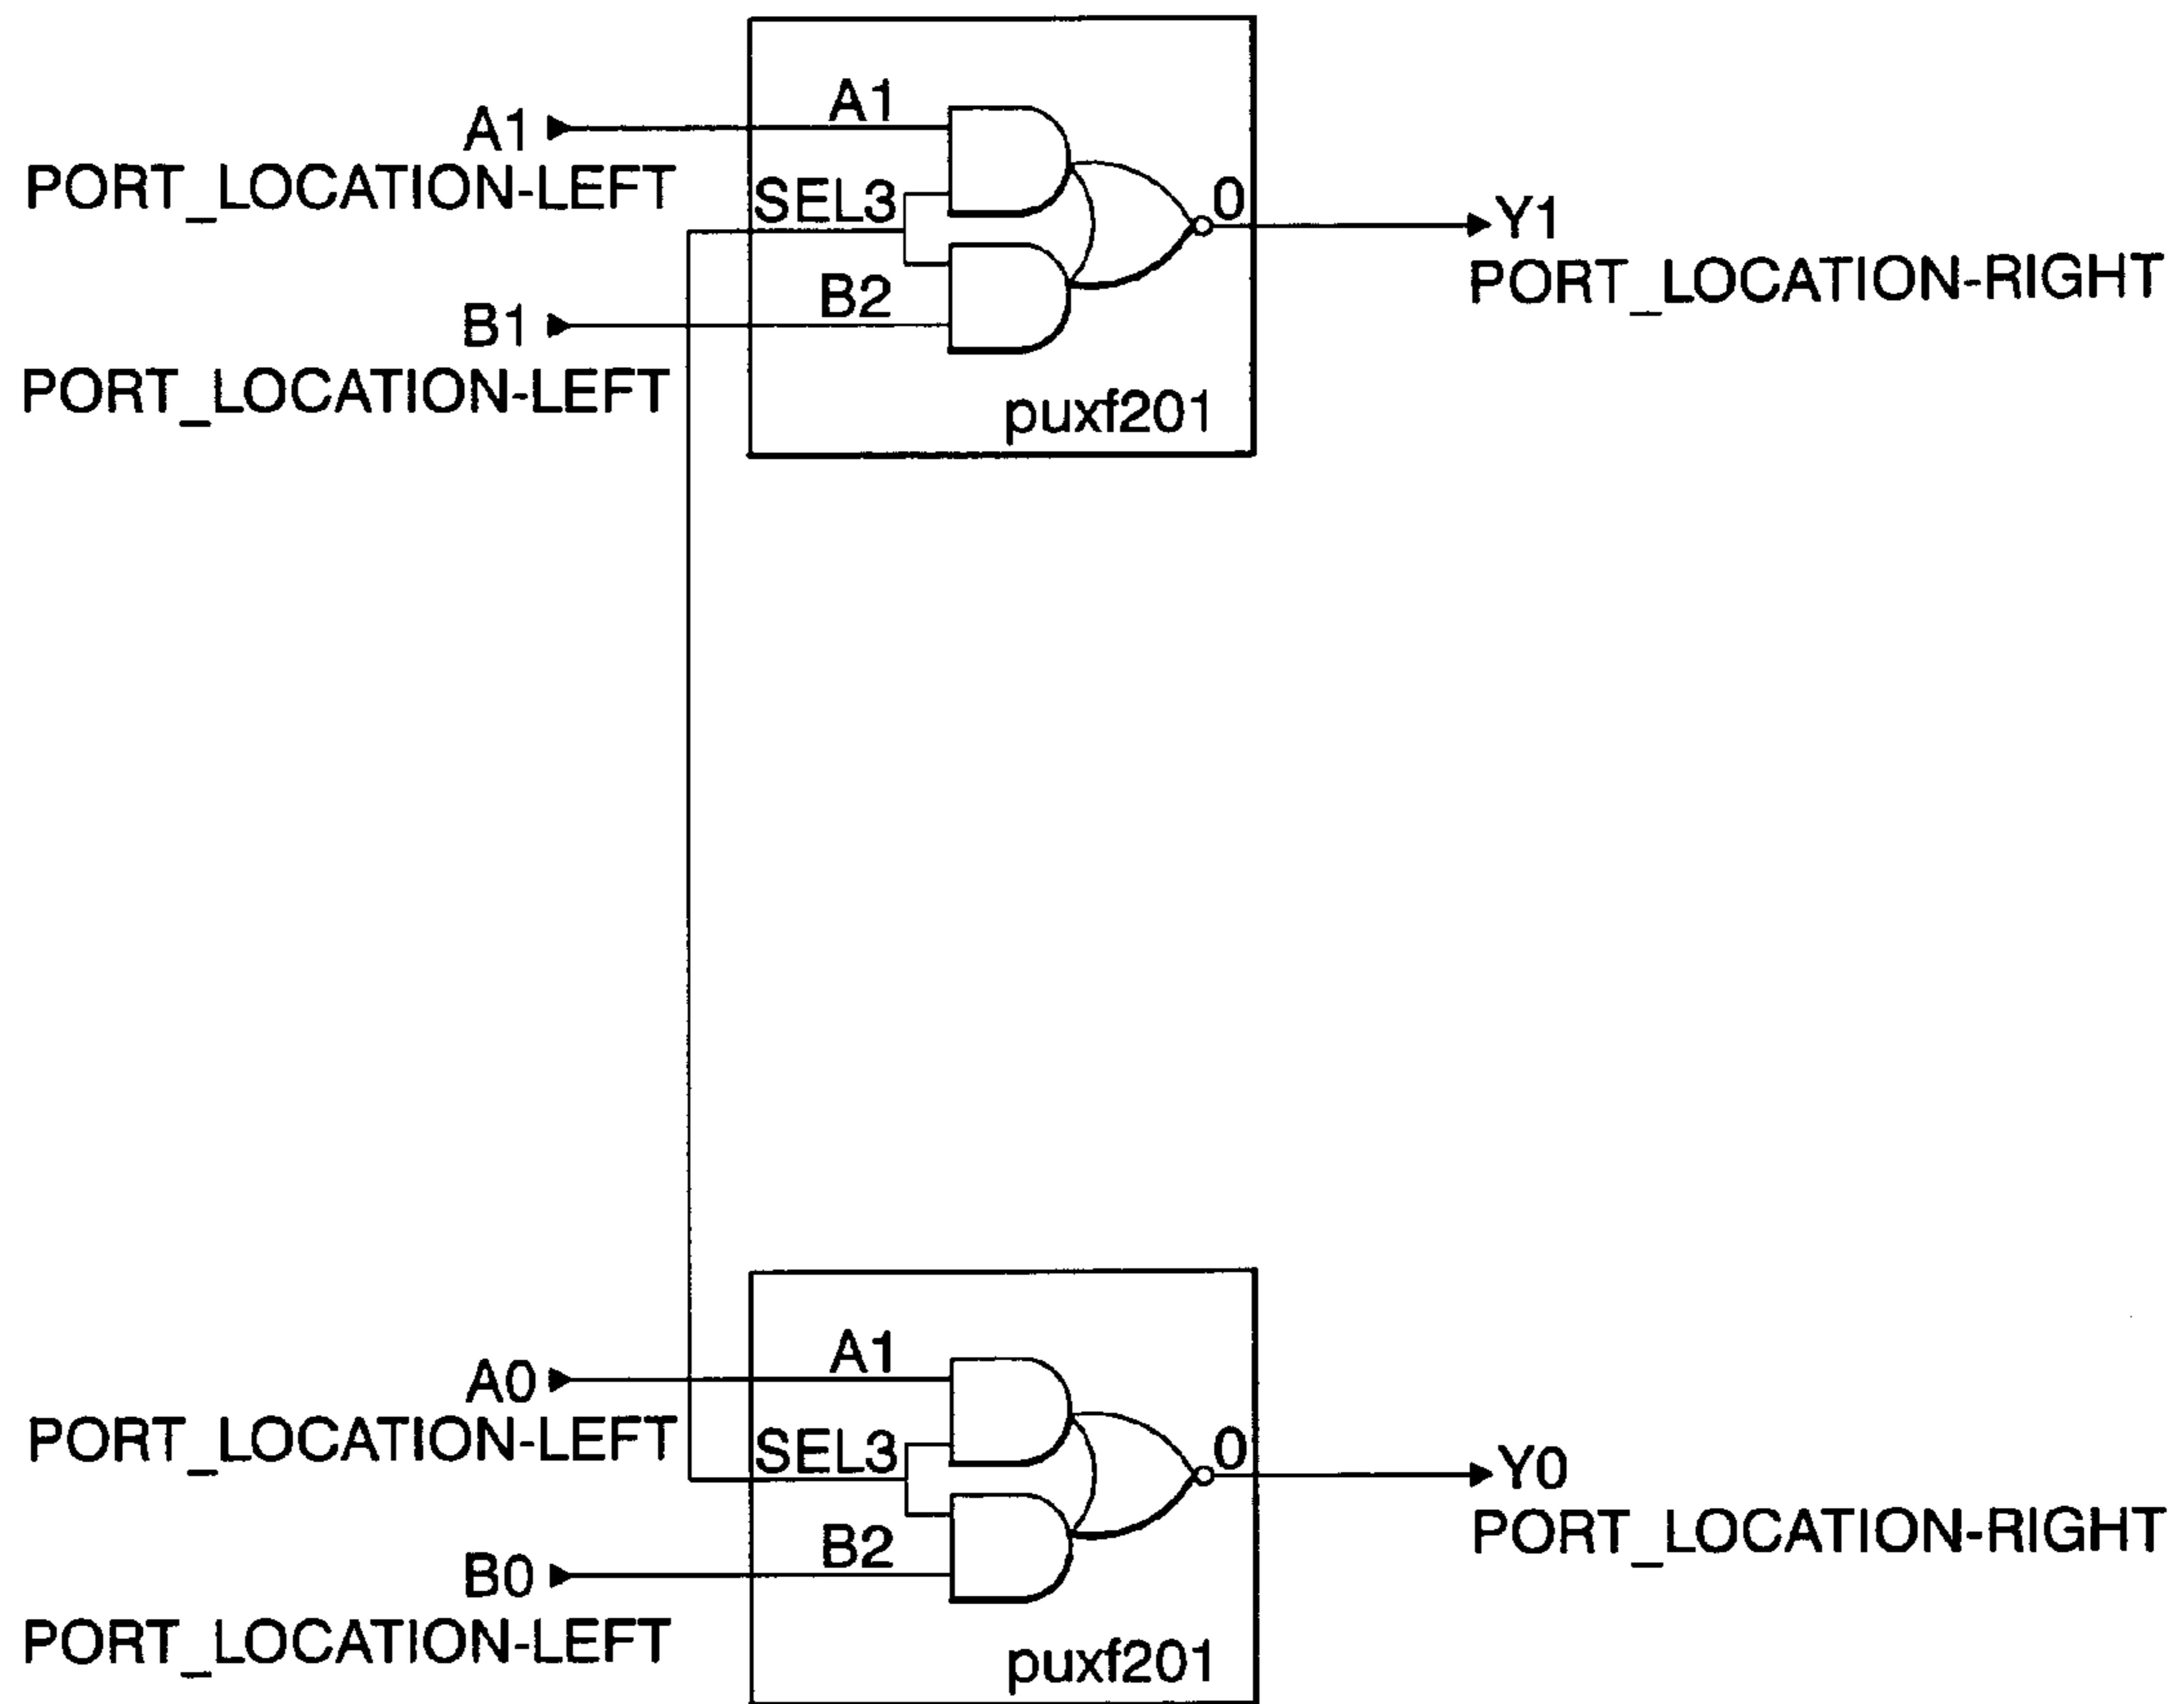 A1
A1
PORT_LOCATION-LEFT
SEL3
0
Y1
PORT_LOCATION-RIGHT
B2
B1
PORT_LOCATION-LEFT
puxf201
A1
A0
PORT_LOCATION-LEFT
SEL3
0
Y0
PORT_LOCATION-RIGHT
B2
B0
PORT_LOCATION-LEFT
puxf201